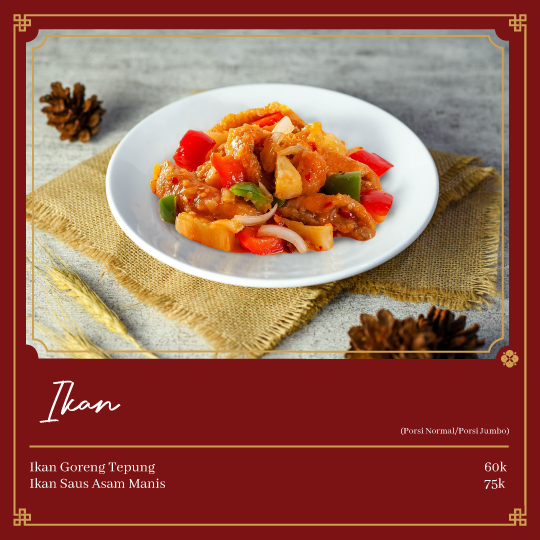 Ikan
(Porsi Normal/Porsi Jumbo)
Ikan Goreng Tepung 60k
Ikan Saus Asam Manis 75k